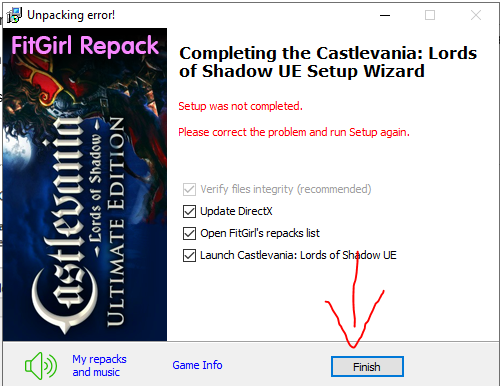 Unpacking error!
FitGirl Repack
Castlevania
Lords of Shadow
ULTIMATE EDITION
Completing the Castlevania: Lords
of Shadow UE Setup Wizard
Setup was not completed.
Please correct the problem and run Setup again.
Verify files integrity (recommended)
Update DirectX
Open FitGirl's repacks list
Launch Castlevania: Lords of Shadow UE
My repacks
and music
Game Info
Finish